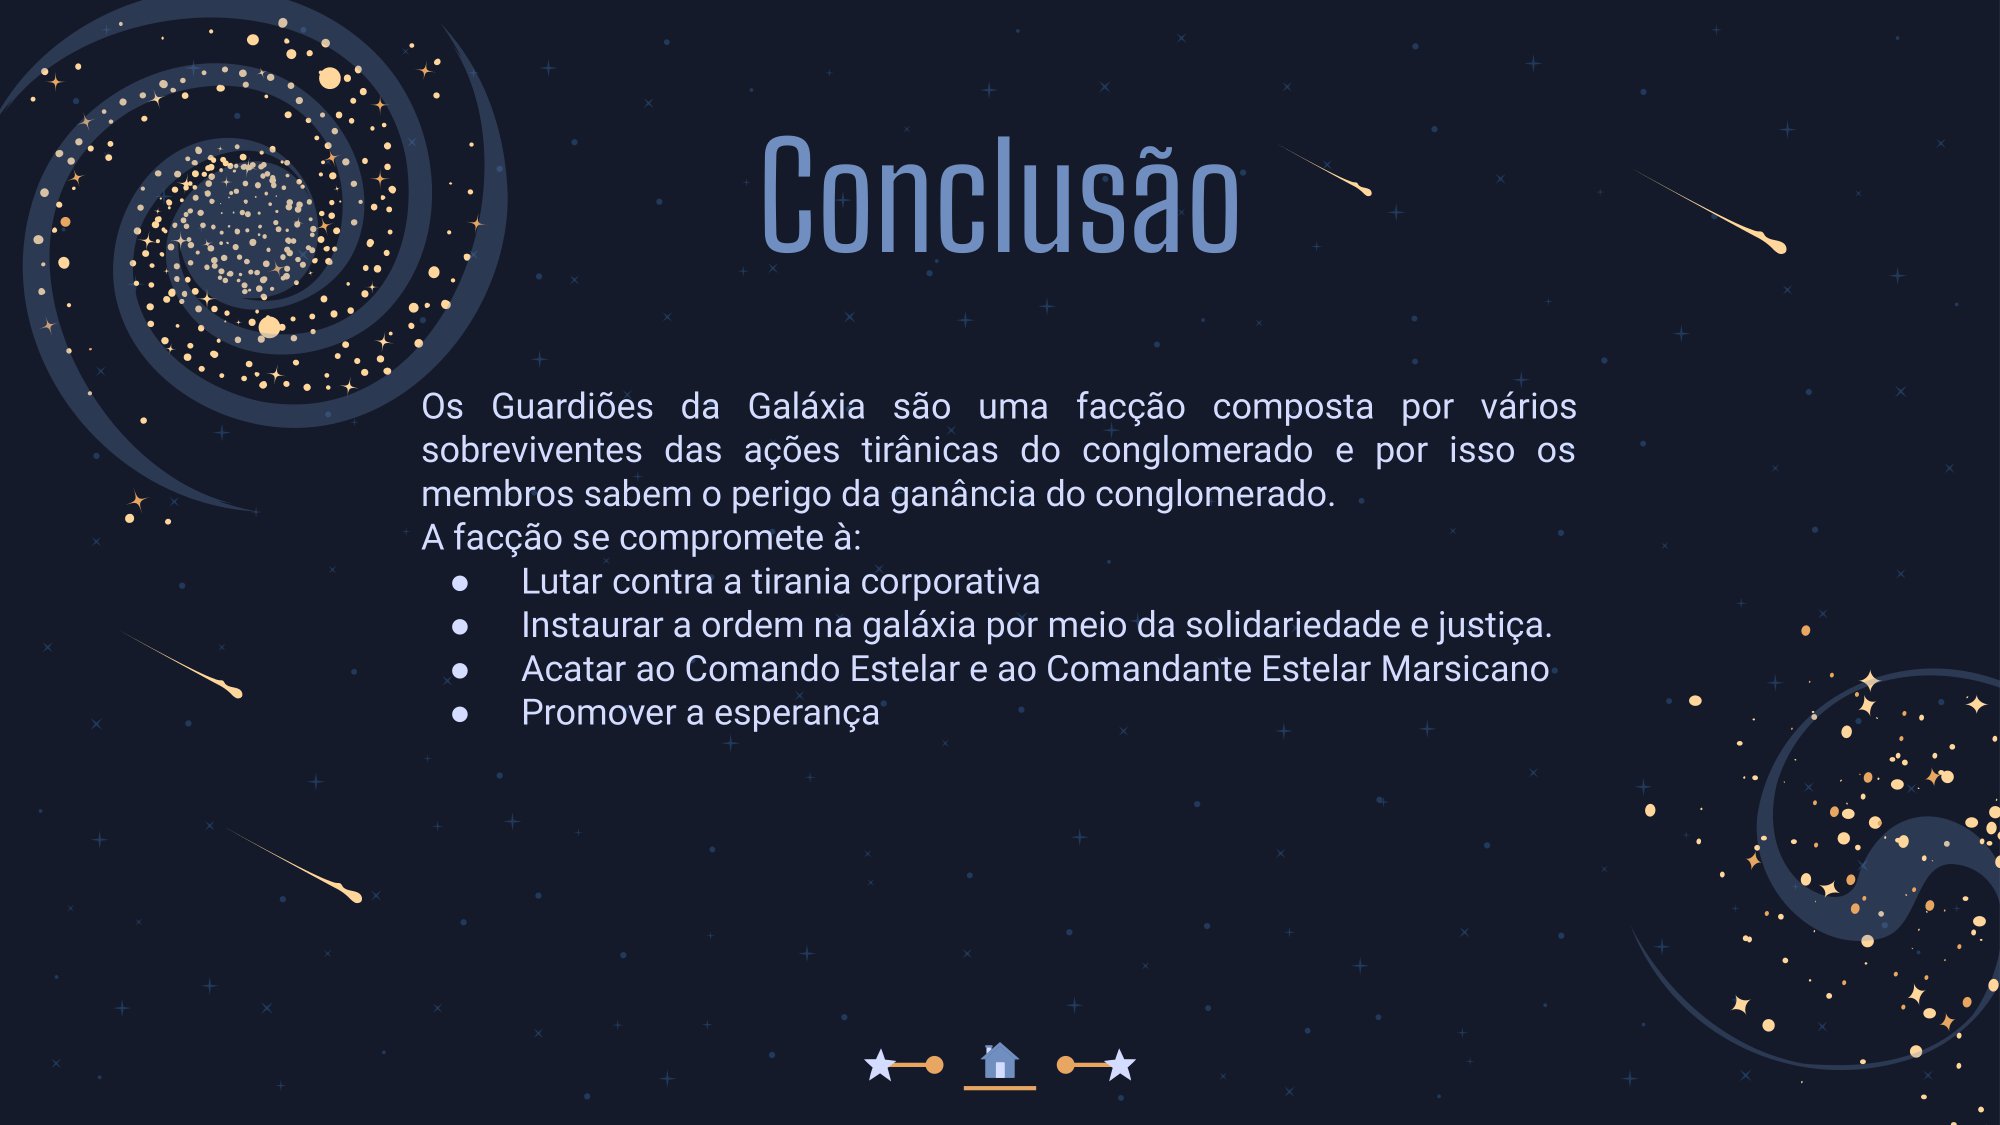 Conclusão
Os Guardiões da Galáxia são uma facção composta por vários
sobreviventes das ações tirânicas do conglomerado e por isso os
membros sabem o perigo da ganância do conglomerado.
A facção se compromete à:
● Lutar contra a tirania corporativa
● Instaurar a ordem na galáxia por meio da solidariedade e justiça.
● Acatar ao Comando Estelar e ao Comandante Estelar Marsicano
● Promover a esperança